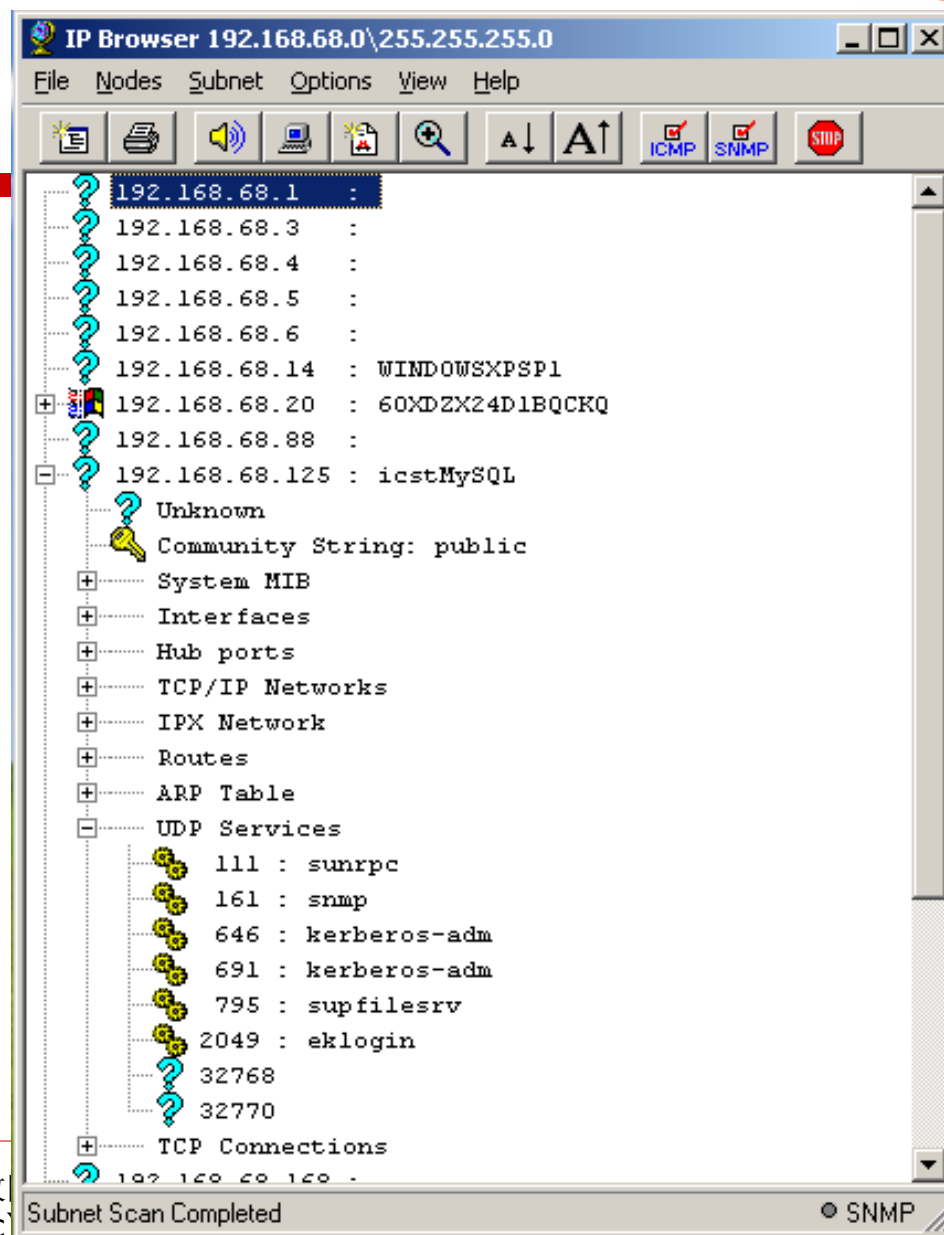 IP Browser 192.168.68.0\255.255.255.0
File Nodes Subnet Options View Help
A A ICMP SNMP STOP
192.168.68.1 :
192.168.68.3 :
192.168.68.4 :
192.168.68.5 :
192.168.68.6 :
192.168.68.14 : WINDOWSXPSP1
192.168.68.20 : 60XDZX24D1BQCKQ
192.168.68.88 :
192.168.68.125 : icstMySQL
Unknown
Community String: public
System MIB
Interfaces
Hub ports
TCP/IP Networks
IPX Network
Routes
ARP Table
UDP Services
111 : sunrpc
161 : snmp
646 : kerberos-adm
691 : kerberos-adm
795 : supfilesrv
2049 : eklogin
32768
32770
TCP Connections
192.168.68.168 :
Subnet Scan Completed SNMP